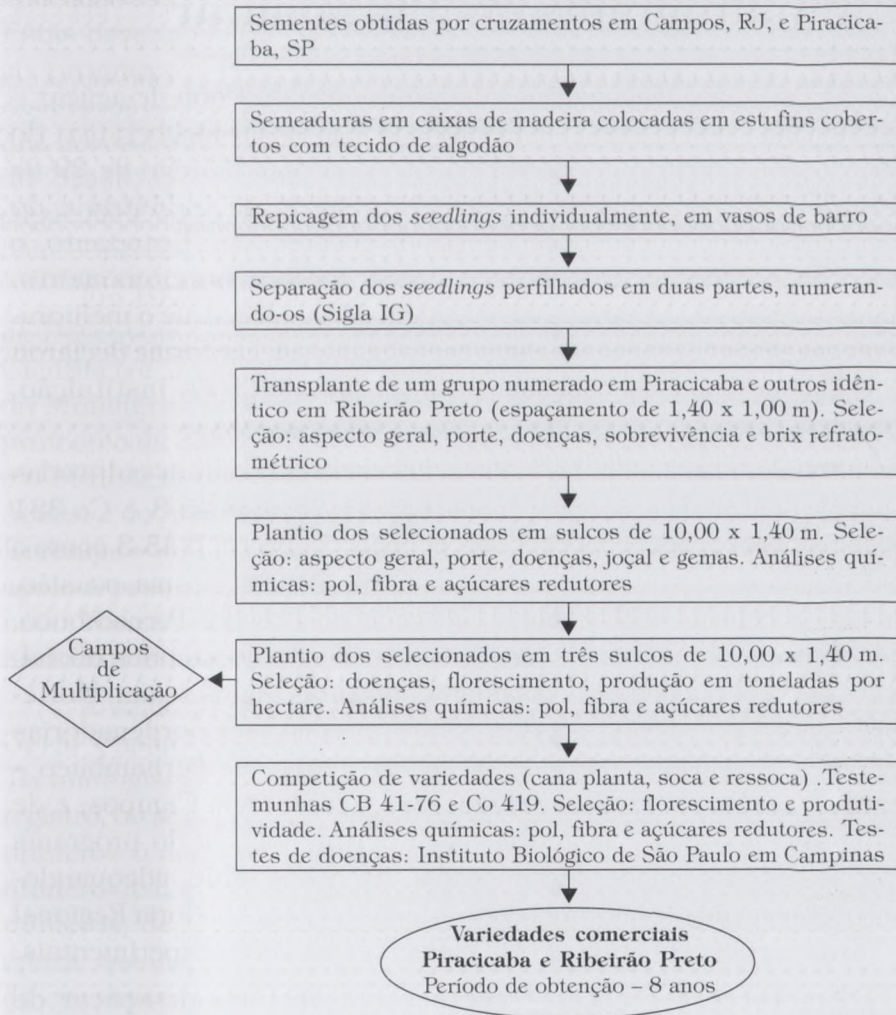 Sementes obtidas por cruzamentos em Campos, RJ, e Piracica-
ba, SP
Semeaduras em caixas de madeira colocadas em estufins cober-
tos com tecido de algodão
Repicagem dos seedlings individualmente, em vasos de barro
Separação dos seedlings perfilhados em duas partes, numeran-
do-os (Sigla IG)
Transplante de um grupo numerado em Piracicaba e outros idên-
tico em Ribeirão Preto (espaçamento de 1,40 x 1,00 m). Sele-
ção: aspecto geral, porte, doenças, sobrevivência e brix refrato-
métrico
Plantio dos selecionados em sulcos de 10,00 x 1,40 m. Sele-
ção: aspecto geral, porte, doenças, joçal e gemas. Análises quí-
micas: pol, fibra e açúcares redutores
Campos
de
Multiplicação
Plantio dos selecionados em três sulcos de 10,00 x 1,40 m.
Seleção: doenças, florescimento, produção em toneladas por
hectare. Análises químicas: pol, fibra e açúcares redutores
Competição de variedades (cana planta, soca e ressoca) .Teste-
munhas CB 41-76 e Co 419. Seleção: florescimento e produti-
vidade. Análises químicas: pol, fibra e açúcares redutores. Tes-
tes de doenças: Instituto Biológico de São Paulo em Campinas
Variedades comerciais
Piracicaba e Ribeirão Preto
Período de obtenção – 8 anos